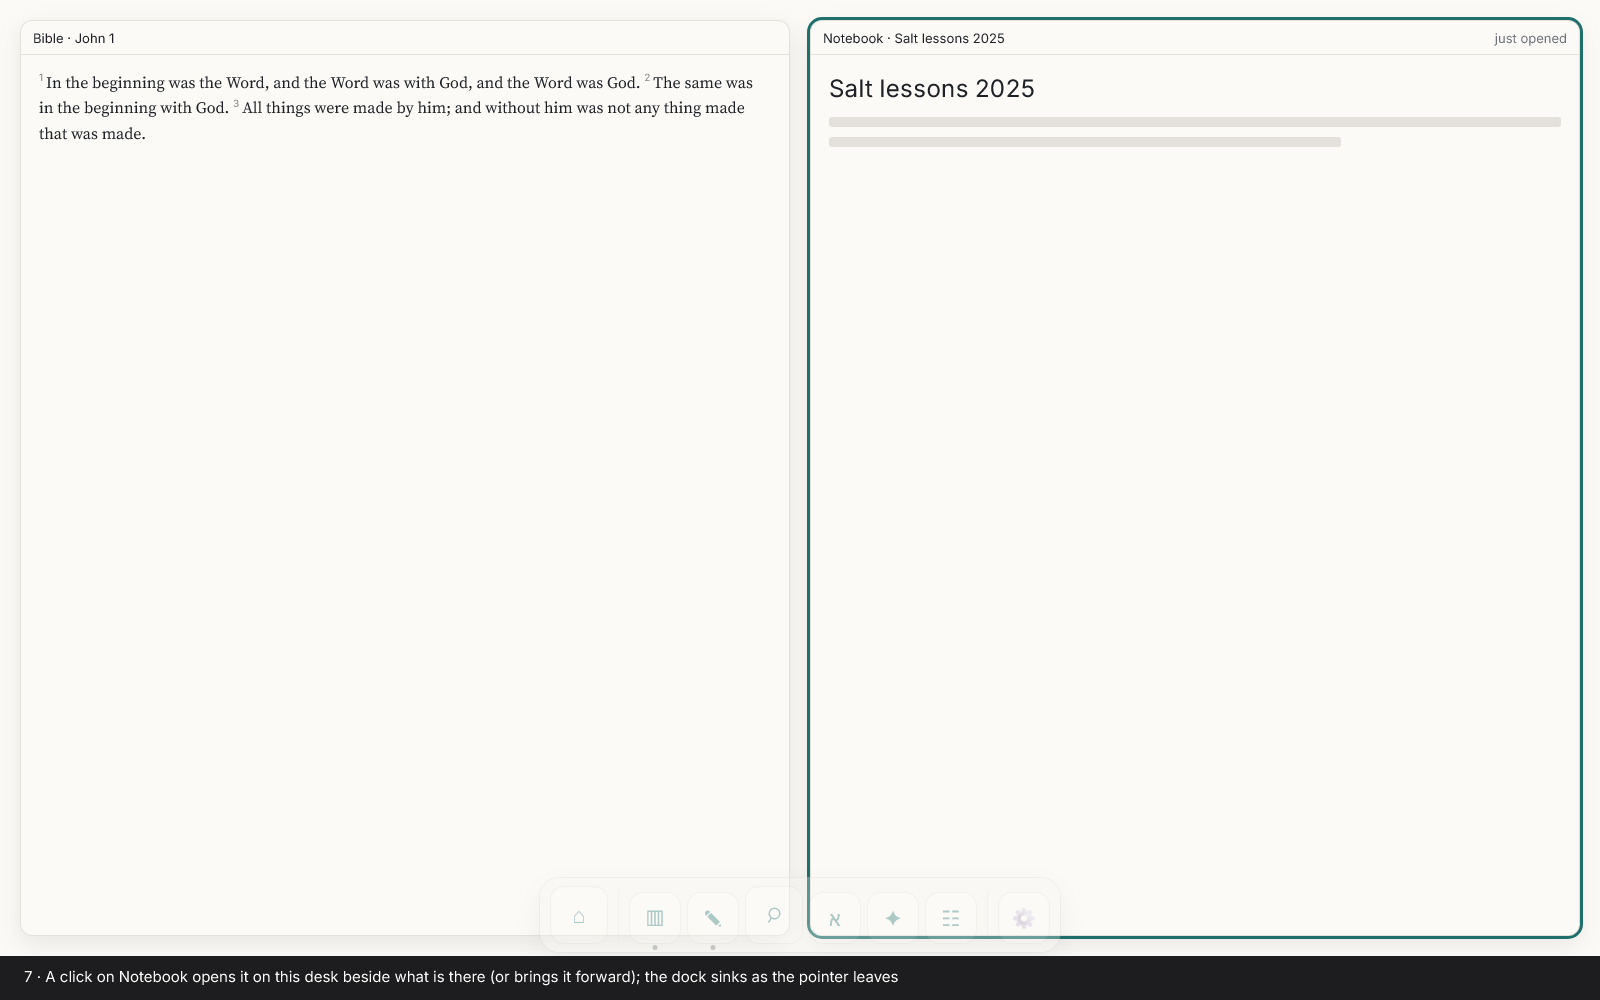 Bible · John 1
1 In the beginning was the Word, and the Word was with God, and the Word was God. 2 The same was
in the beginning with God. 3 All things were made by him; and without him was not any thing made
that was made.
Notebook · Salt lessons 2025
just opened
Salt lessons 2025
א
7 · A click on Notebook opens it on this desk beside what is there (or brings it forward); the dock sinks as the pointer leaves